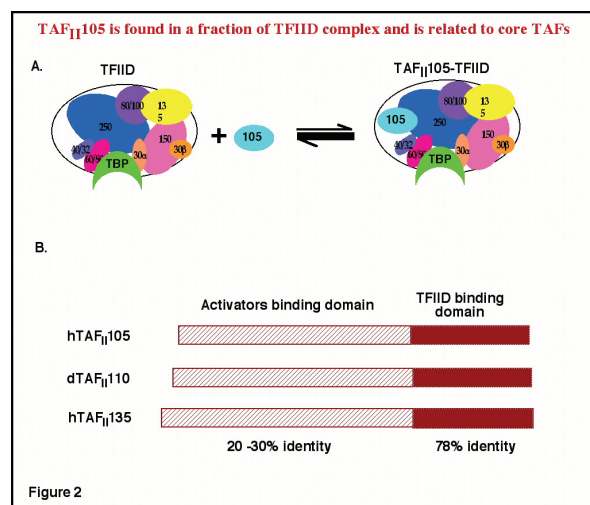 TAFII105 is found in a fraction of TFIID complex and is related to core TAFs
A.
TFIID
TAFII105-TFIID
80/100
13
5
250
150
40/32
60/
30α
30β
TBP
+
105
105
80/100
13
5
250
150
40/32
60/
30α
30β
TBP
B.
Activators binding domain
TFIID binding
domain
hTAFII105
dTAFII110
hTAFII135
20 -30% identity
78% identity
Figure 2